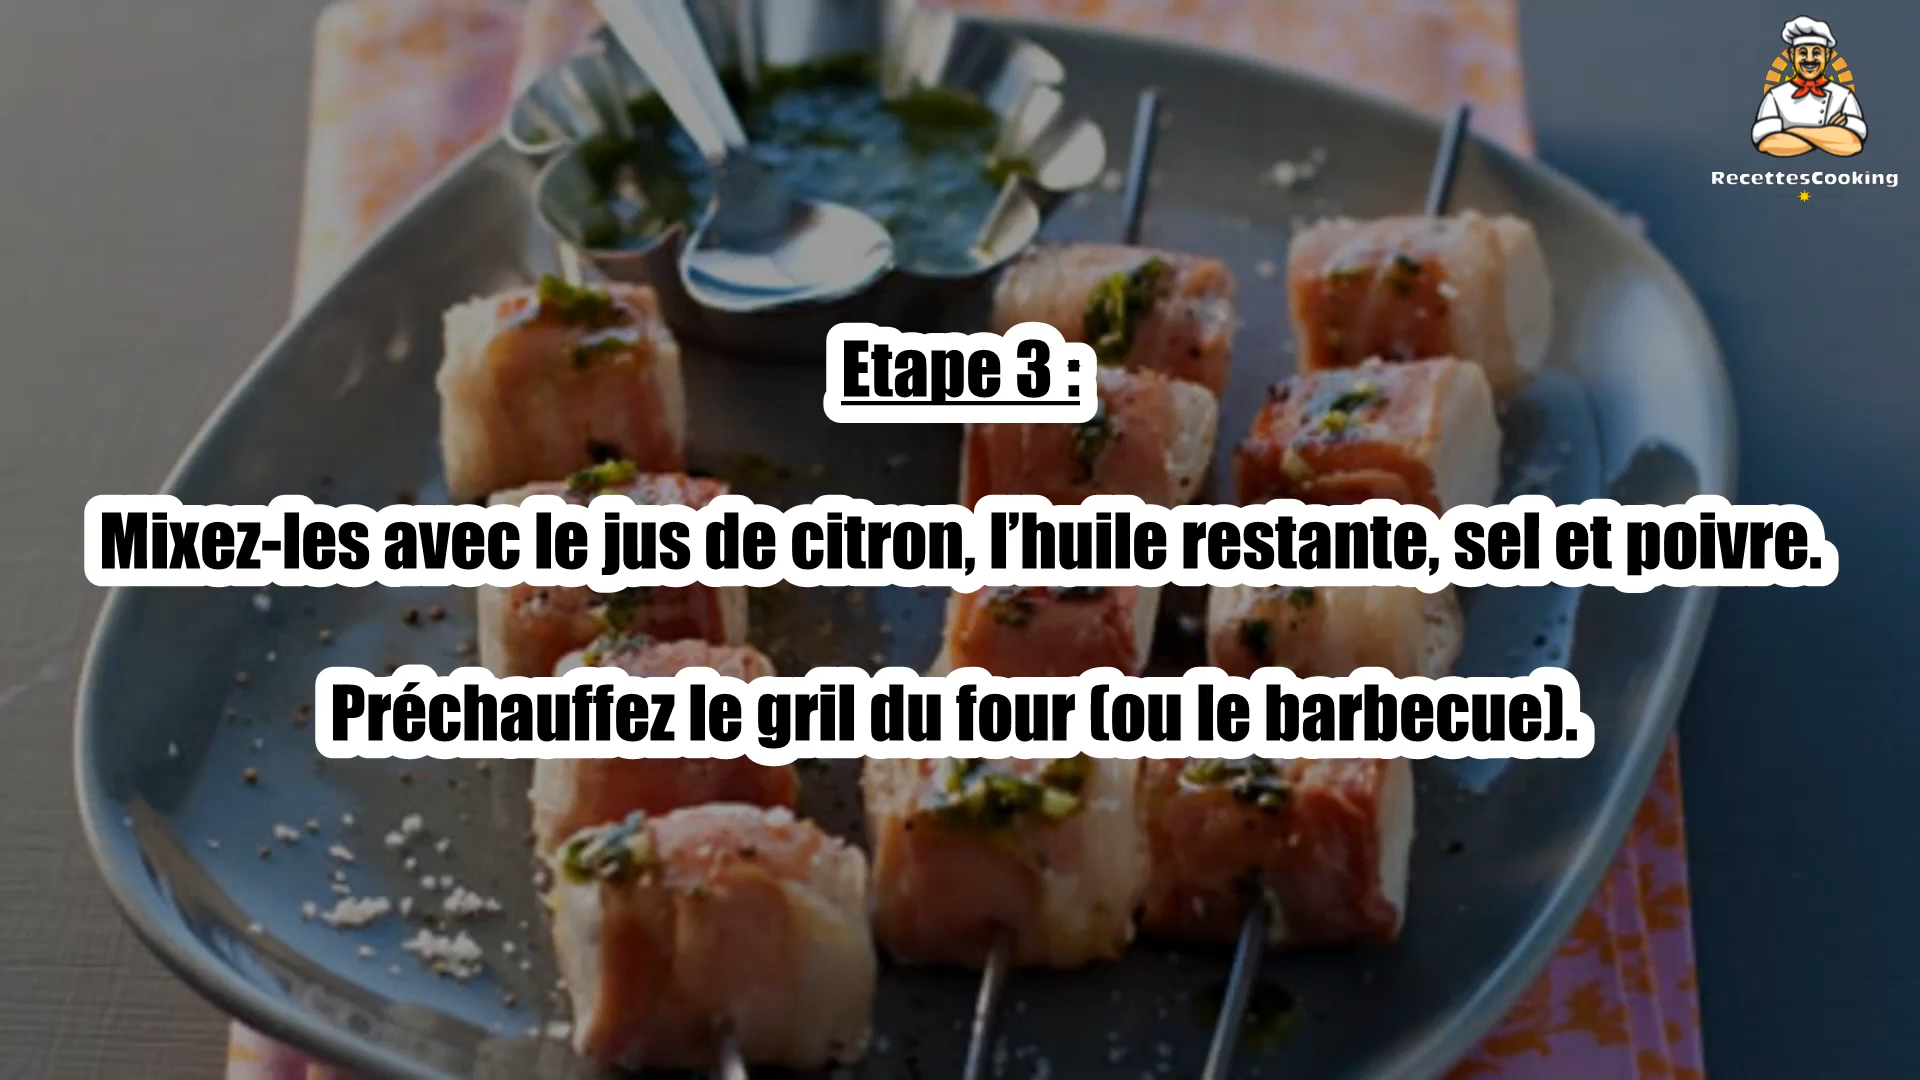 RecettesCooking
Etape 3 :
Mixez-les avec le jus de citron, l’huile restante, sel et poivre.
Préchauffez le gril du four (ou le barbecue).